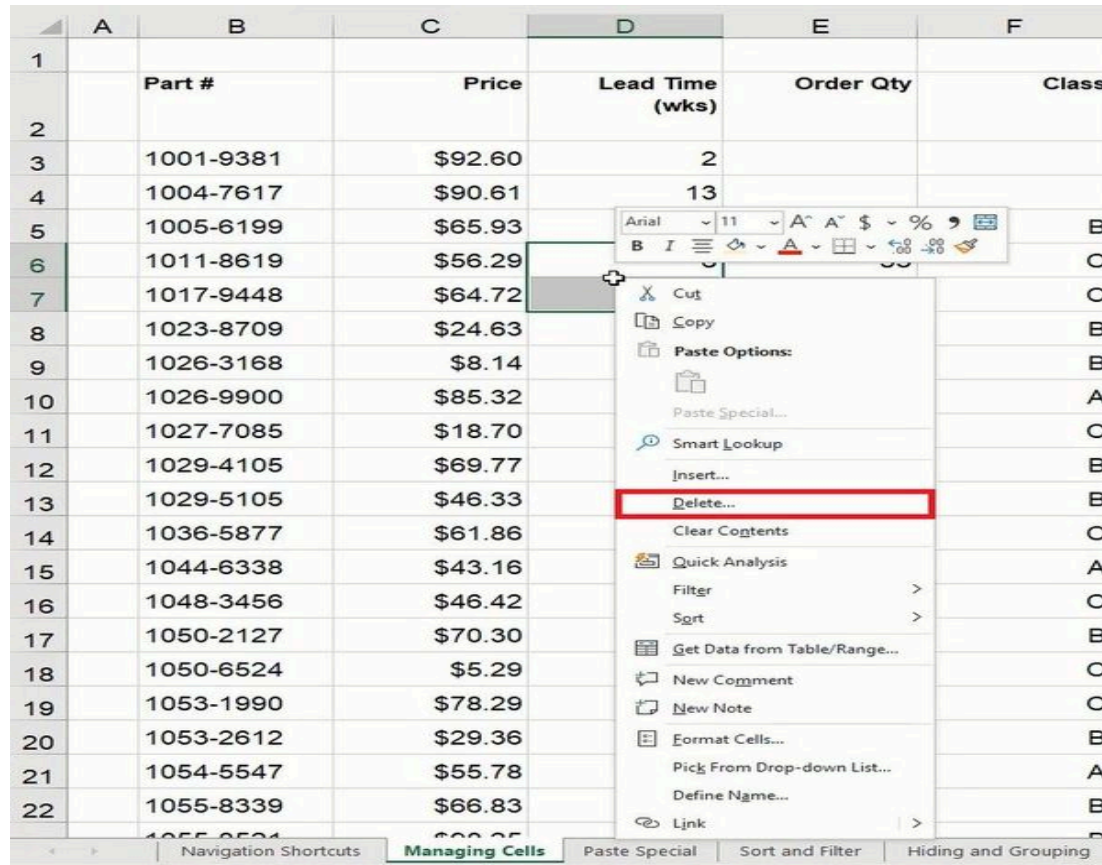 A B C D E F
1
Part # Price Lead Time Order Qty Class
(wks)
2
3 1001-9381 $92.60 2
4 1004-7617 $90.61 13
Arial 11 A^ A˅ $ % ,
5 1005-6199 $65.93 B
B I A .00 .00
6 1011-8619 $56.29 C
7 1017-9448 $64.72 Cut C
8 1023-8709 $24.63 Copy B
Paste Options:
9 1026-3168 $8.14 B
10 1026-9900 $85.32 A
Paste Special...
11 1027-7085 $18.70 Smart Lookup C
12 1029-4105 $69.77 Insert... B
13 1029-5105 $46.33 Delete... B
14 1036-5877 $61.86 Clear Contents C
15 1044-6338 $43.16 Quick Analysis A
16 1048-3456 $46.42 Filter > C
17 1050-2127 $70.30 Sort > B
Get Data from Table/Range...
18 1050-6524 $5.29 New Comment C
19 1053-1990 $78.29 New Note C
20 1053-2612 $29.36 Format Cells... B
21 1054-5547 $55.78 Pick From Drop-down List... A
Define Name...
22 1055-8339 $66.83 Link > B
Navigation Shortcuts Managing Cells Paste Special Sort and Filter Hiding and Grouping